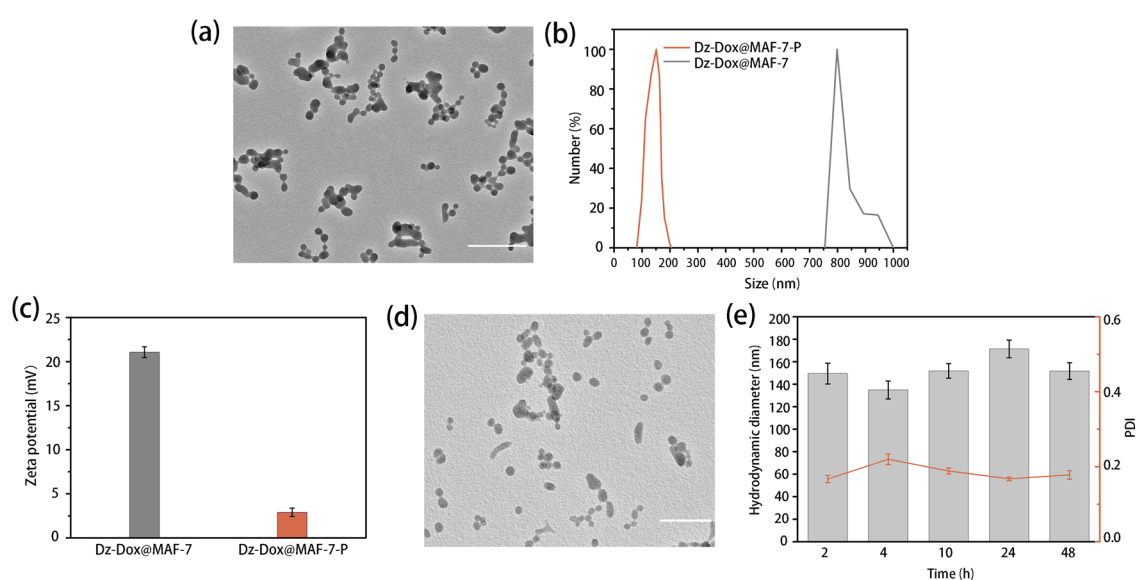 (a)
(b)
Dz-Dox@MAF-7-P
Dz-Dox@MAF-7
Number (%)
100
80
60
40
20
0
0 100 200 300 400 500 600 700 800 900 1000
Size (nm)
(c)
Zeta potential (mV)
25
20
15
10
5
0
Dz-Dox@MAF-7 Dz-Dox@MAF-7-P
(d)
(e)
Hydrodynamic diameter (nm)
200
180
160
140
120
100
80
60
40
20
0
0.6
0.4
0.2
0.0
PDI
2 4 10 24 48
Time (h)